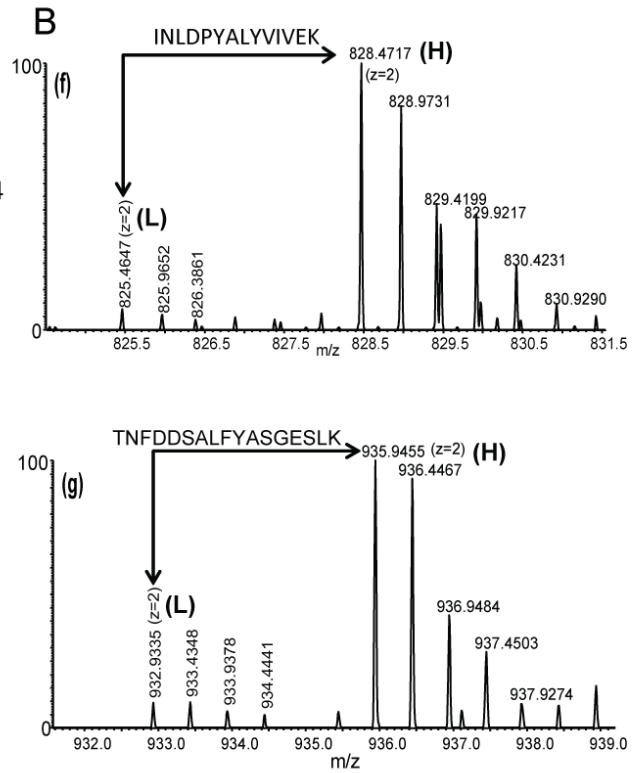 B
INLDPYALYVIVEK
828.4717 (H)
100
(f)
(z=2)
828.9731
4
829.4199
829.9217
825.4647 (z=2) (L)
825.9652
826.3861
830.4231
830.9290
0
825.5 826.5 827.5 828.5 829.5 830.5 831.5
m/z
TNFDDSALFYASGESLK
935.9455 (z=2) (H)
100
936.4467
(g)
932.9335 (z=2) (L)
933.4348
933.9378
934.4441
936.9484
937.4503
937.9274
0
932.0 933.0 934.0 935.0 936.0 937.0 938.0 939.0
m/z